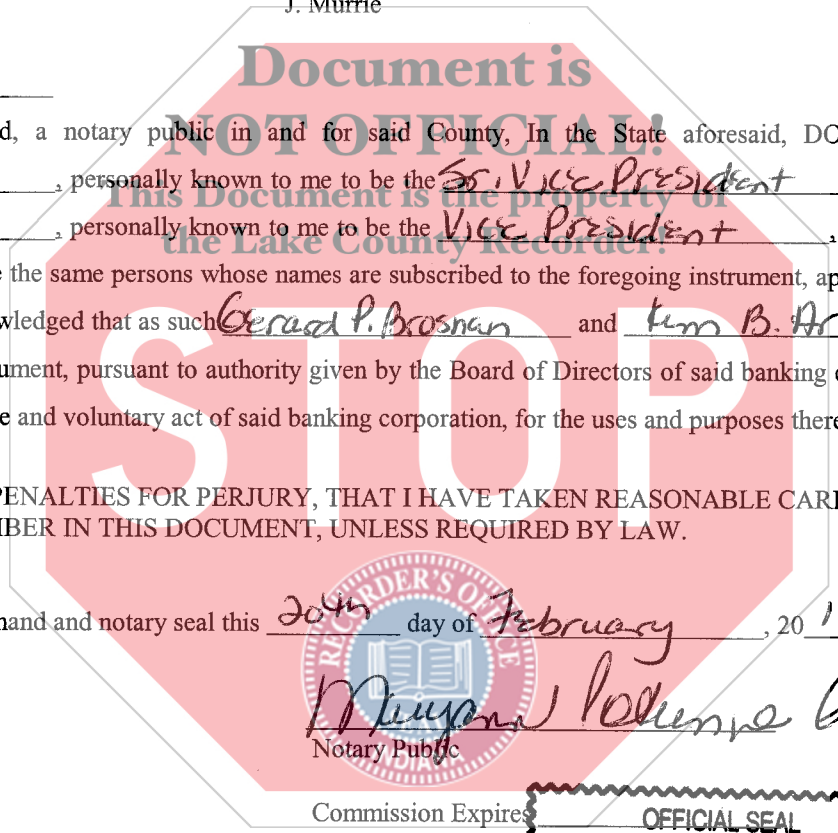 J. Murrie
Document is
NOT OFFICIAL!
This Document is the property of
the Lake County Recorder!
d, a notary public in and for said County, In the State aforesaid, DO
, personally known to me to be the Sr. Vice President
, personally known to me to be the Vice President,
e the same persons whose names are subscribed to the foregoing instrument, ap
wledged that as such Gerard P. Brosnan and Kim B. Ar
ument, pursuant to authority given by the Board of Directors of said banking c
e and voluntary act of said banking corporation, for the uses and purposes there
STOP
PENALTIES FOR PERJURY, THAT I HAVE TAKEN REASONABLE CARE
IBER IN THIS DOCUMENT, UNLESS REQUIRED BY LAW.
RECORDER'S OFFICE
hand and notary seal this 20th day of February, 201
Notary Public
INDIANA
Commission Expires
OFFICIAL SEAL